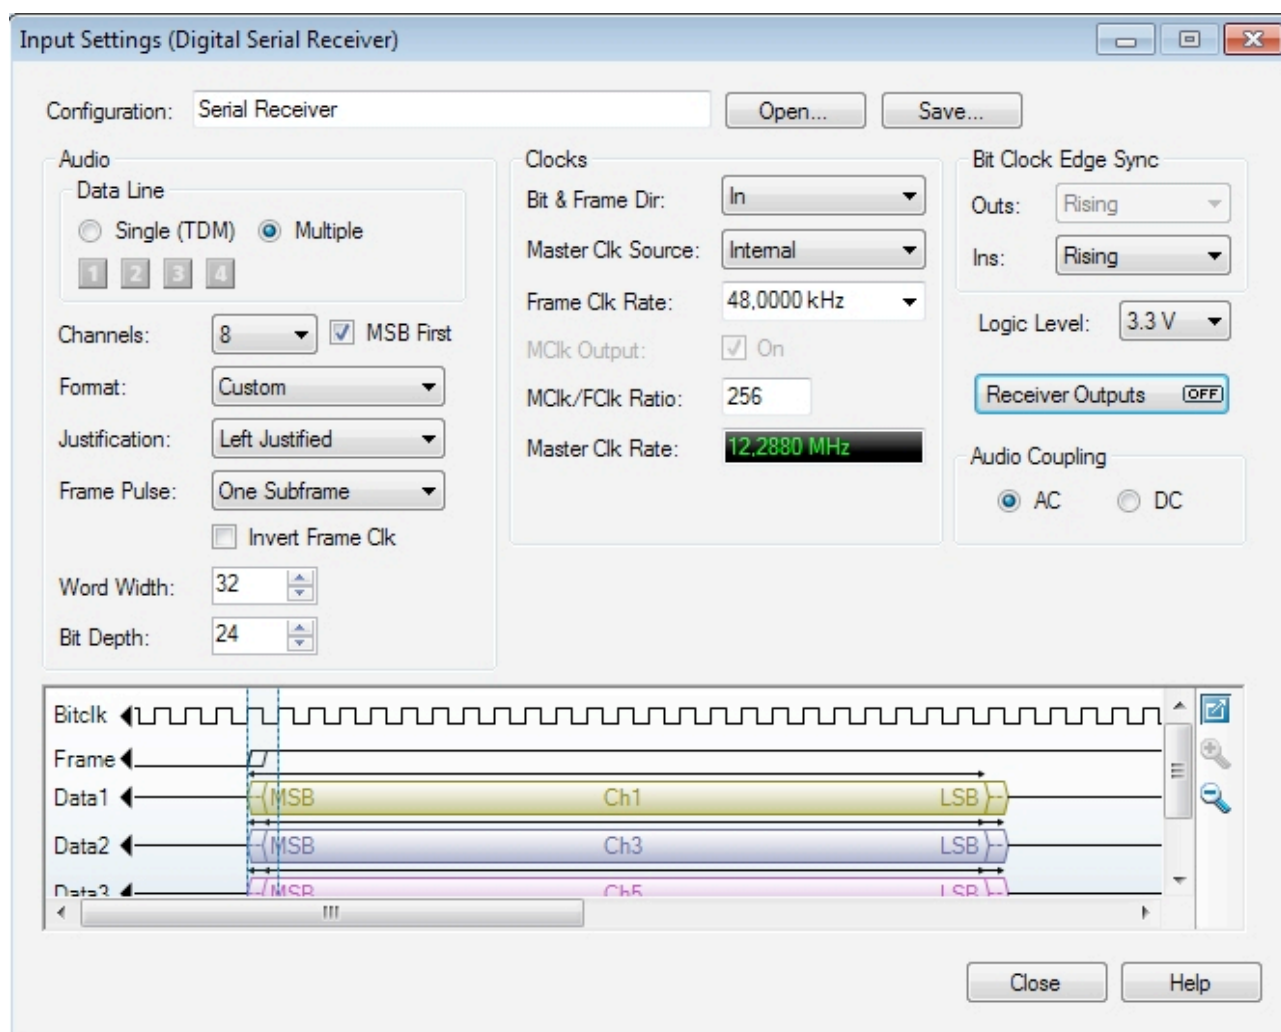 Input Settings (Digital Serial Receiver)
Configuration: Serial Receiver Open... Save...
Audio
Data Line
Single (TDM) Multiple
1 2 3 4
Channels: 8 MSB First
Format: Custom
Justification: Left Justified
Frame Pulse: One Subframe
Invert Frame Clk
Word Width: 32
Bit Depth: 24
Clocks
Bit & Frame Dir: In
Master Clk Source: Internal
Frame Clk Rate: 48,0000 kHz
MClk Output: On
MClk/FClk Ratio: 256
Master Clk Rate: 12,2880 MHz
Bit Clock Edge Sync
Outs: Rising
Ins: Rising
Logic Level: 3.3 V
Receiver Outputs OFF
Audio Coupling
AC DC
Bitclk
Frame
Data1 MSB Ch1 LSB
Data2 MSB Ch3 LSB
Data3 MSB Ch5 LSB
Close Help